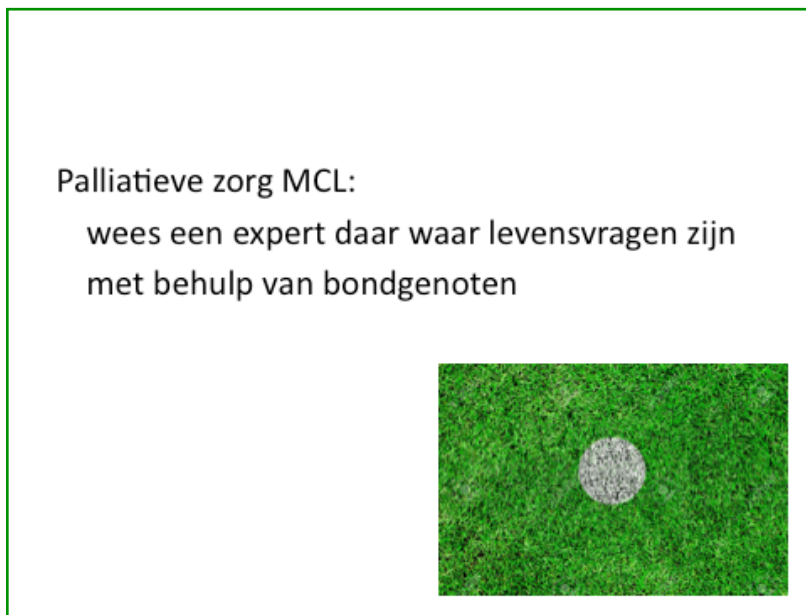 Palliatieve zorg MCL:
wees een expert daar waar levensvragen zijn
met behulp van bondgenoten